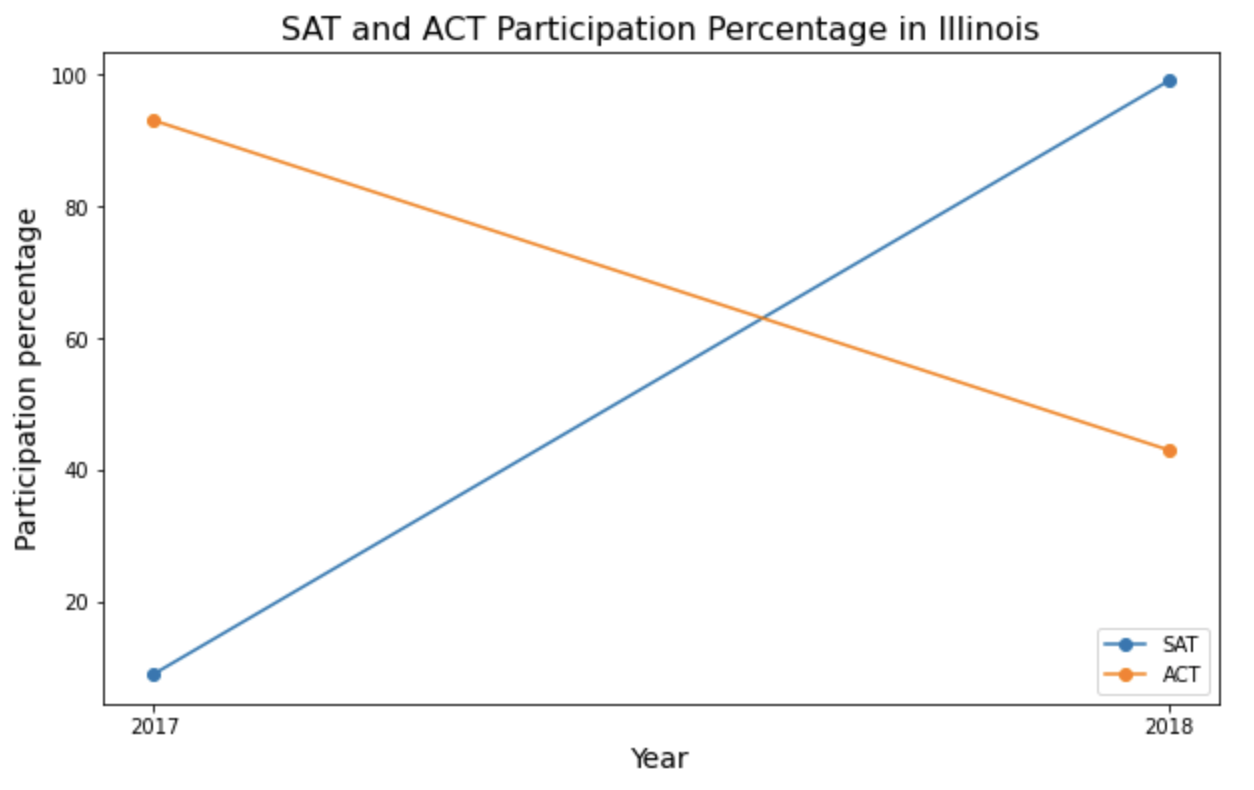 SAT and ACT Participation Percentage in Illinois
100
80
60
40
20
Participation percentage
2017
2018
Year
SAT
ACT